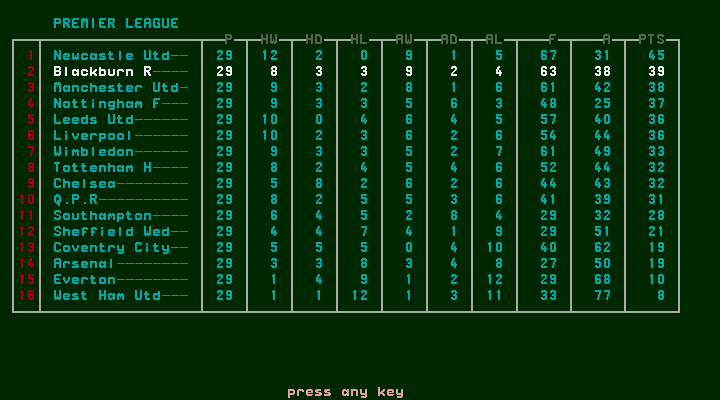 PREMIER LEAGUE
P HW HD HL AW AD AL F A PTS
1 Newcastle Utd 29 12 2 0 9 1 5 67 31 45
2 Blackburn R 29 8 3 3 9 2 4 63 38 39
3 Manchester Utd 29 9 3 2 8 1 6 61 42 38
4 Nottingham F 29 9 3 3 5 6 3 48 25 37
5 Leeds Utd 29 10 0 4 6 4 5 57 40 36
6 Liverpool 29 10 2 3 6 2 6 54 44 36
7 Wimbledon 29 9 3 3 5 2 7 61 49 33
8 Tottenham H 29 8 2 4 5 4 6 52 44 32
9 Chelsea 29 5 8 2 6 2 6 44 43 32
10 Q.P.R 29 8 2 5 5 3 6 41 39 31
11 Southampton 29 6 4 5 2 8 4 29 32 28
12 Sheffield Wed 29 4 4 7 4 1 9 29 51 21
13 Coventry City 29 5 5 5 0 4 10 40 62 19
14 Arsenal 29 3 3 8 3 4 8 27 50 19
15 Everton 29 1 4 9 1 2 12 29 68 10
16 West Ham Utd 29 1 1 12 1 3 11 33 77 8
press any key